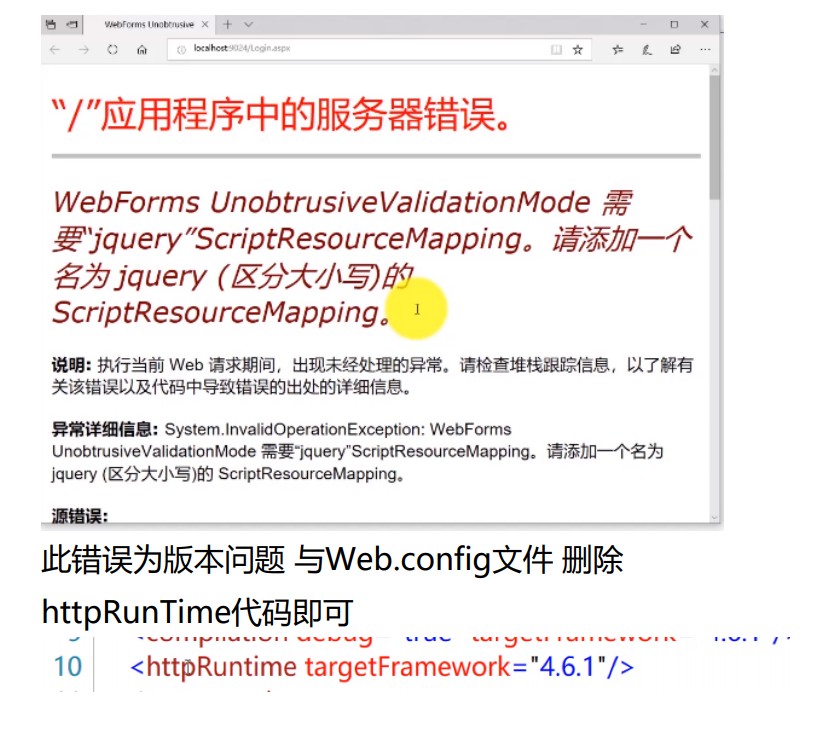 WebForms Unobtrusive
localhost:9024/Login.aspx
“/”应用程序中的服务器错误。
WebForms UnobtrusiveValidationMode 需
要“jquery”ScriptResourceMapping。请添加一个
名为 jquery (区分大小写)的
ScriptResourceMapping。
说明: 执行当前 Web 请求期间，出现未经处理的异常。请检查堆栈跟踪信息，以了解有
关该错误以及代码中导致错误的出处的详细信息。
异常详细信息: System.InvalidOperationException: WebForms
UnobtrusiveValidationMode 需要“jquery”ScriptResourceMapping。请添加一个名为
jquery (区分大小写)的 ScriptResourceMapping。
源错误:
此错误为版本问题 与Web.config文件 删除
httpRunTime代码即可
<compilation debug="true" targetFramework="4.6.1"/>
10 <httpRuntime targetFramework="4.6.1"/>